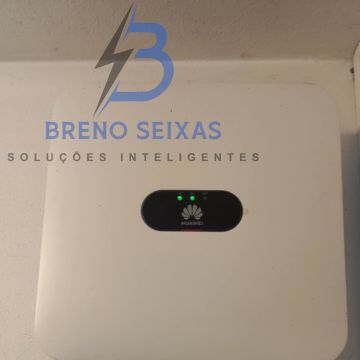 BRENO SEIXAS
SOLUÇÕES INTELIGENTES
HUAWEI